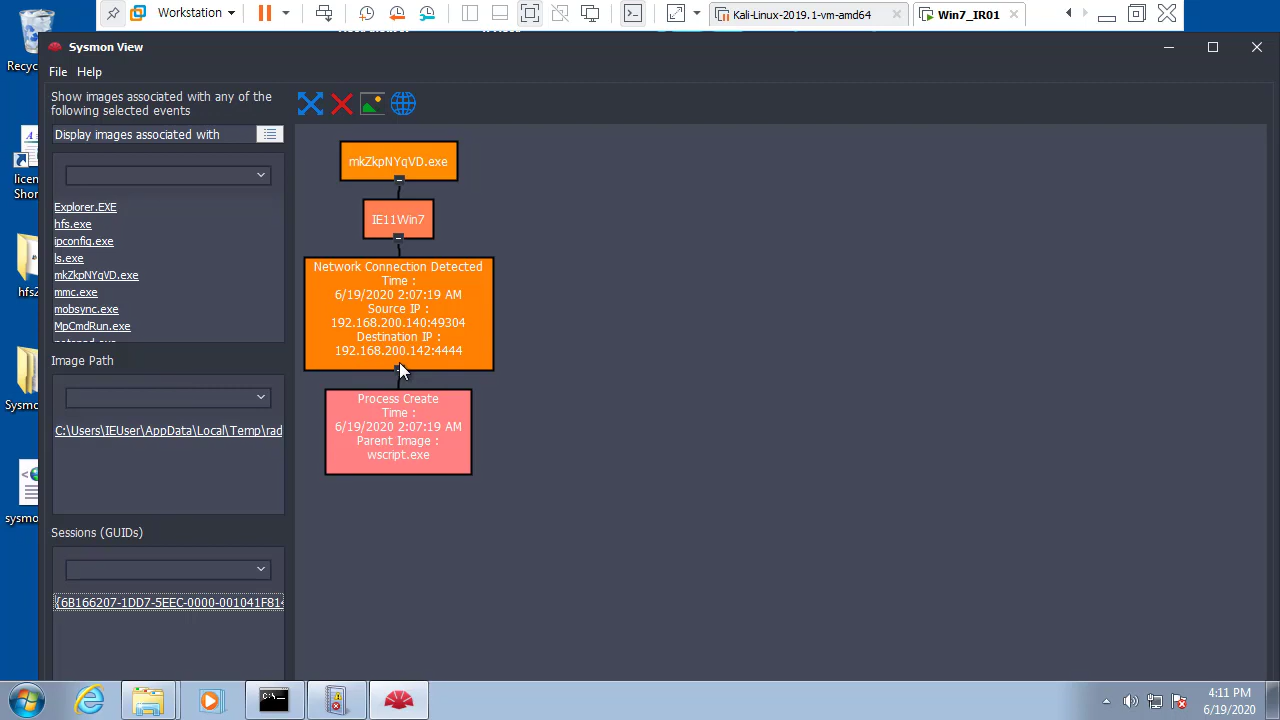 Workstation
Kali-Linux-2019.1-vm-amd64
Win7_IR01
Recyc
Sysmon View
File Help
Show images associated with any of the
following selected events
Display images associated with
Explorer.EXE
hfs.exe
ipconfig.exe
ls.exe
mkZkpNYqVD.exe
mmc.exe
mobsync.exe
MpCmdRun.exe
Image Path
C:\Users\IEUser\AppData\Local\Temp\rad
Sessions (GUIDs)
{6B166207-1DD7-5EEC-0000-001041F814
licen
Shor
hfs2
Sysmo
sysmo
mkZkpNYqVD.exe
IE11Win7
Network Connection Detected
Time :
6/19/2020 2:07:19 AM
Source IP :
192.168.200.140:49304
Destination IP :
192.168.200.142:4444
Process Create
Time :
6/19/2020 2:07:19 AM
Parent Image :
wscript.exe
4:11 PM
6/19/2020